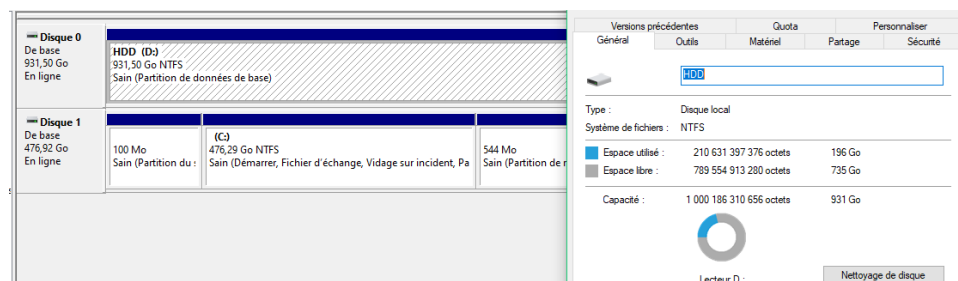 Disque 0
De base
931,50 Go
En ligne
HDD (D:)
931,50 Go NTFS
Sain (Partition de données de base)
Disque 1
De base
476,92 Go
En ligne
100 Mo
Sain (Partition du
(C:)
476,29 Go NTFS
Sain (Démarrer, Fichier d'échange, Vidage sur incident, Pa
544 Mo
Sain (Partition de r
Versions précédentes Quota Personnaliser
Général Outils Matériel Partage Sécurité
HDD
Type : Disque local
Système de fichiers : NTFS
Espace utilisé : 210 631 397 376 octets 196 Go
Espace libre : 789 554 913 280 octets 735 Go
Capacité : 1 000 186 310 656 octets 931 Go
Lecteur D :
Nettoyage de disque